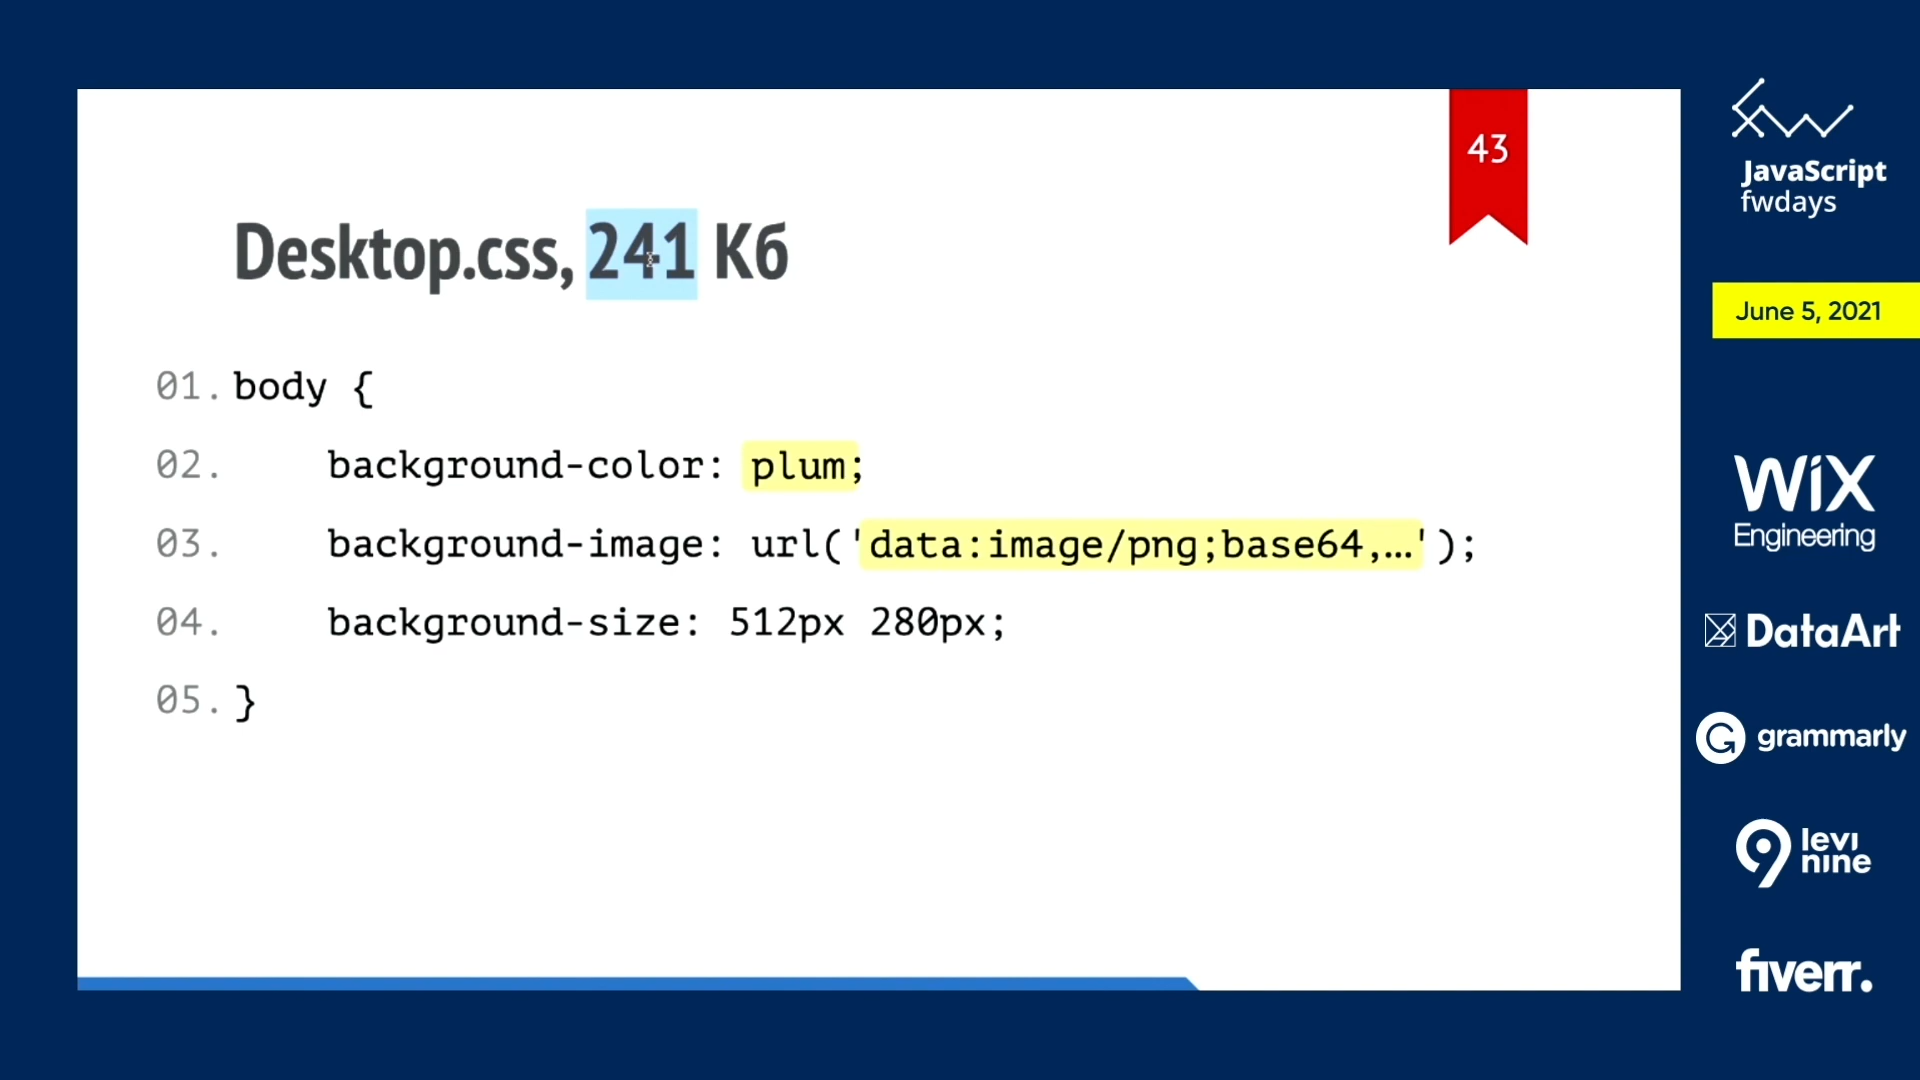 43
Desktop.css, 241 Кб
01. body {
02. background-color: plum;
03. background-image: url('data:image/png;base64,…');
04. background-size: 512px 280px;
05. }
JavaScript
fwdays
June 5, 2021
WiX
Engineering
DataArt
grammarly
levi
nine
fiverr.